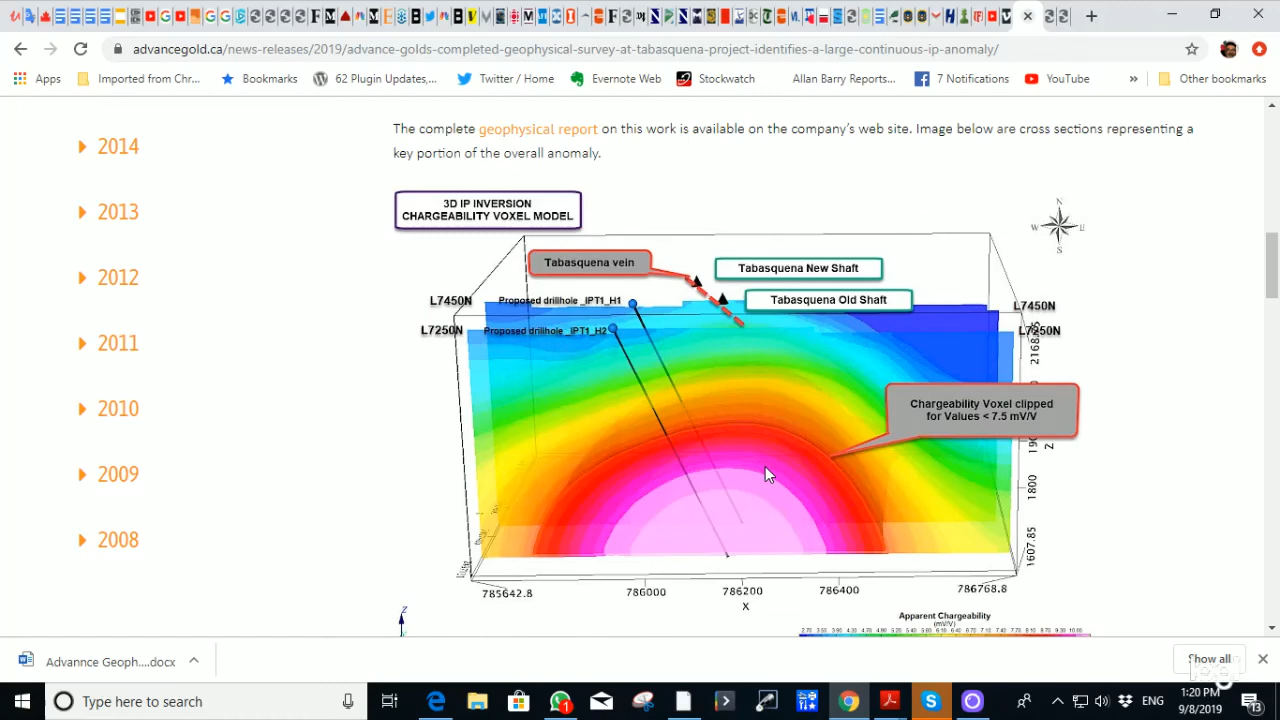 advancegold.ca/news-releases/2019/advance-golds-completed-geophysical-survey-at-tabasquena-project-identifies-a-large-continuous-ip-anomaly/
Apps
Imported from Chr...
Bookmarks
62 Plugin Updates,...
Twitter / Home
Evernote Web
Stockwatch
Allan Barry Reports...
7 Notifications
YouTube
»
Other bookmarks
2014
2013
2012
2011
2010
2009
2008
The complete geophysical report on this work is available on the company's web site. Image below are cross sections representing a
key portion of the overall anomaly.
3D IP INVERSION
CHARGEABILITY VOXEL MODEL
N
W E
S
Tabasquena vein
Tabasquena New Shaft
Tabasquena Old Shaft
L7450N
Proposed drillhole _IPT1_H1
L7450N
L7250N
Proposed drillhole _IPT1_H2
L7250N
Chargeability Voxel clipped
for Values < 7.5 mV/V
Z
1800
1607.85
785642.8
786000
786200
786400
786768.8
X
Z
Apparent Chargeability
(mV/V)
Advannce Geoph....docx
Show all
Type here to search
1
ENG
1:20 PM
9/8/2019
13